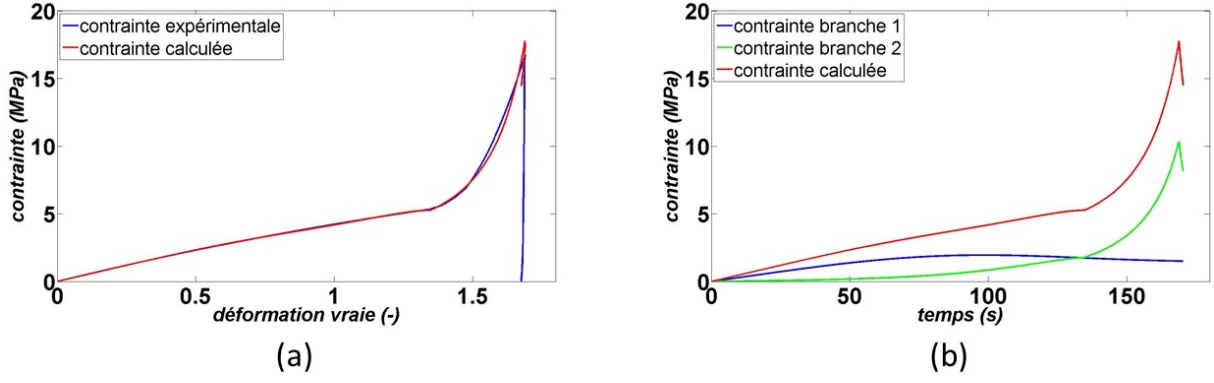 contrainte expérimentale
contrainte calculée
20
15
10
5
0
contrainte (MPa)
0
0.5
1
1.5
déformation vraie (-)
(a)
contrainte branche 1
contrainte branche 2
contrainte calculée
20
15
10
5
0
contrainte (MPa)
0
50
100
150
temps (s)
(b)